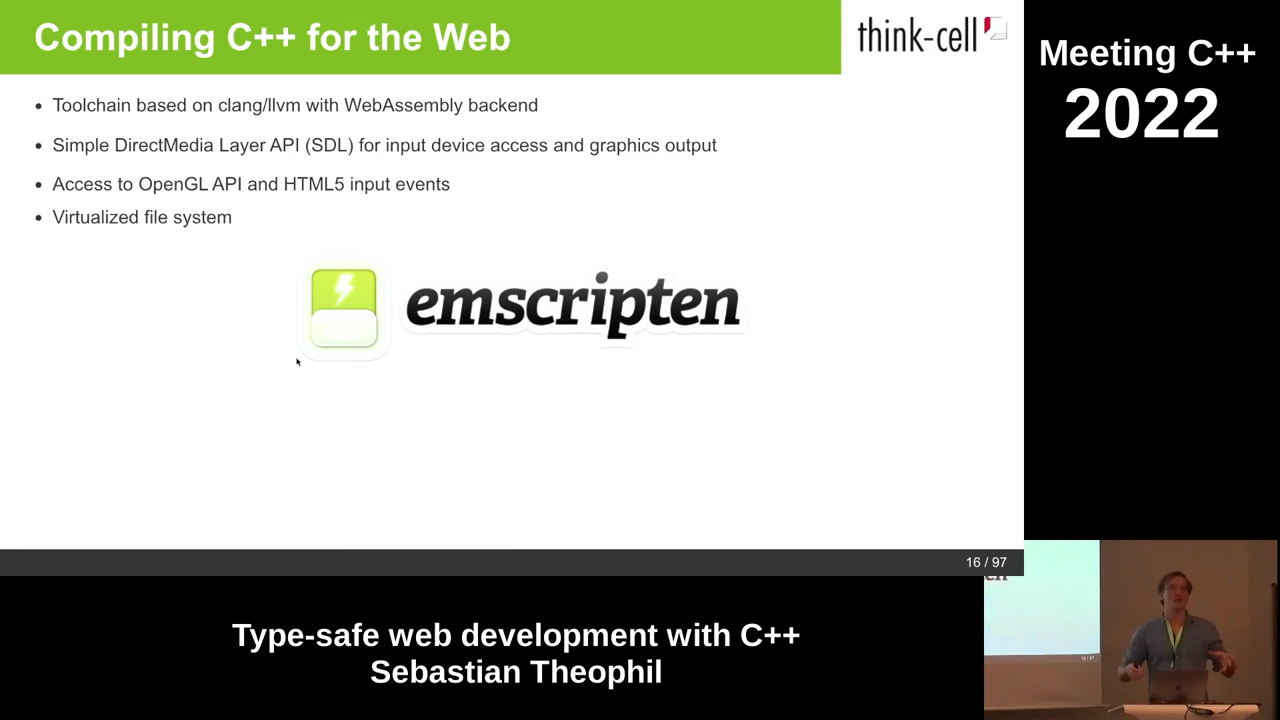 Compiling C++ for the Web
think-cell
Meeting C++
2022
• Toolchain based on clang/llvm with WebAssembly backend
• Simple DirectMedia Layer API (SDL) for input device access and graphics output
• Access to OpenGL API and HTML5 input events
• Virtualized file system
emscripten
16 / 97
Type-safe web development with C++
Sebastian Theophil